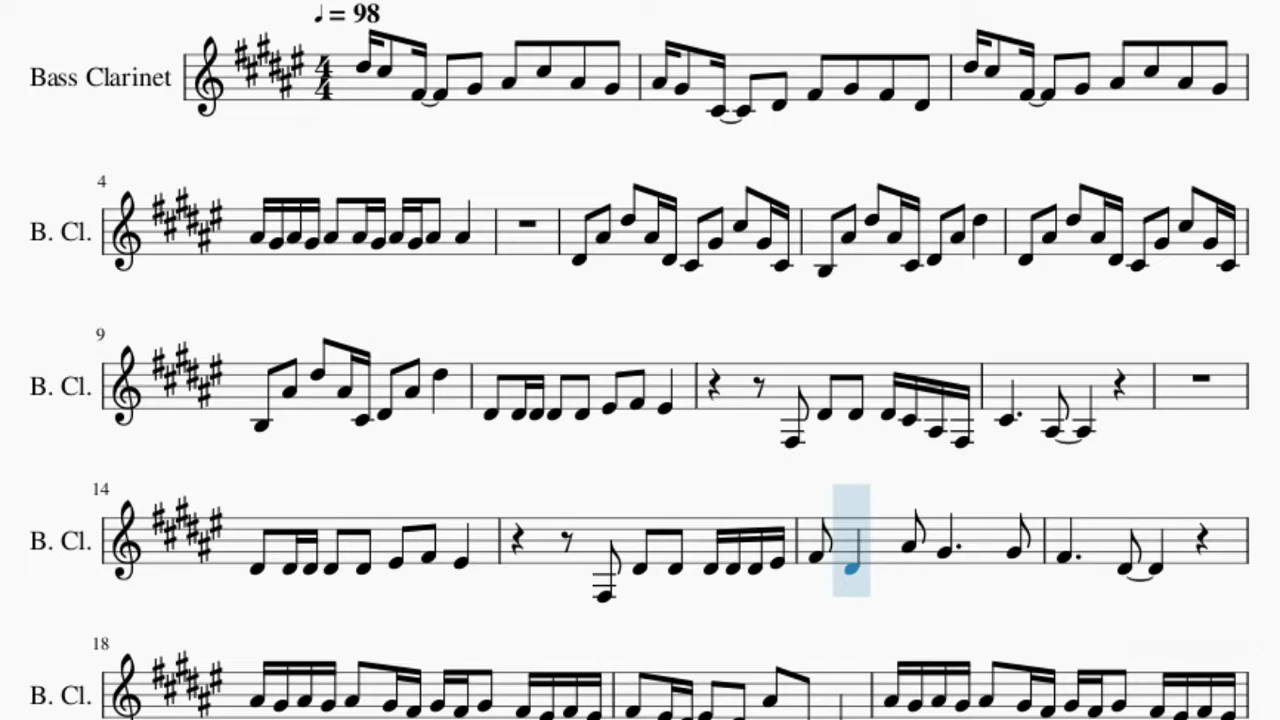 ♩ = 98
Bass Clarinet
4
4
4
B. Cl.
9
B. Cl.
14
B. Cl.
18
B. Cl.